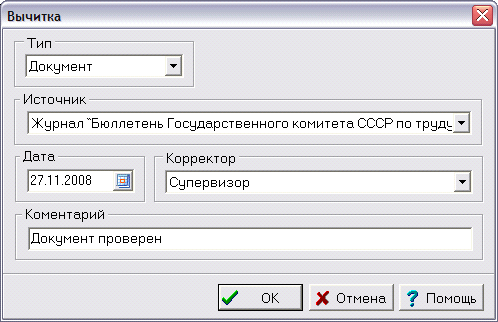 Вычитка
Тип
Документ
Источник
Журнал "Бюллетень Государственного комитета СССР по труду
Дата
Корректор
27.11.2008
Супервизор
Коментарий
Документ проверен
OK
Отмена
Помощь